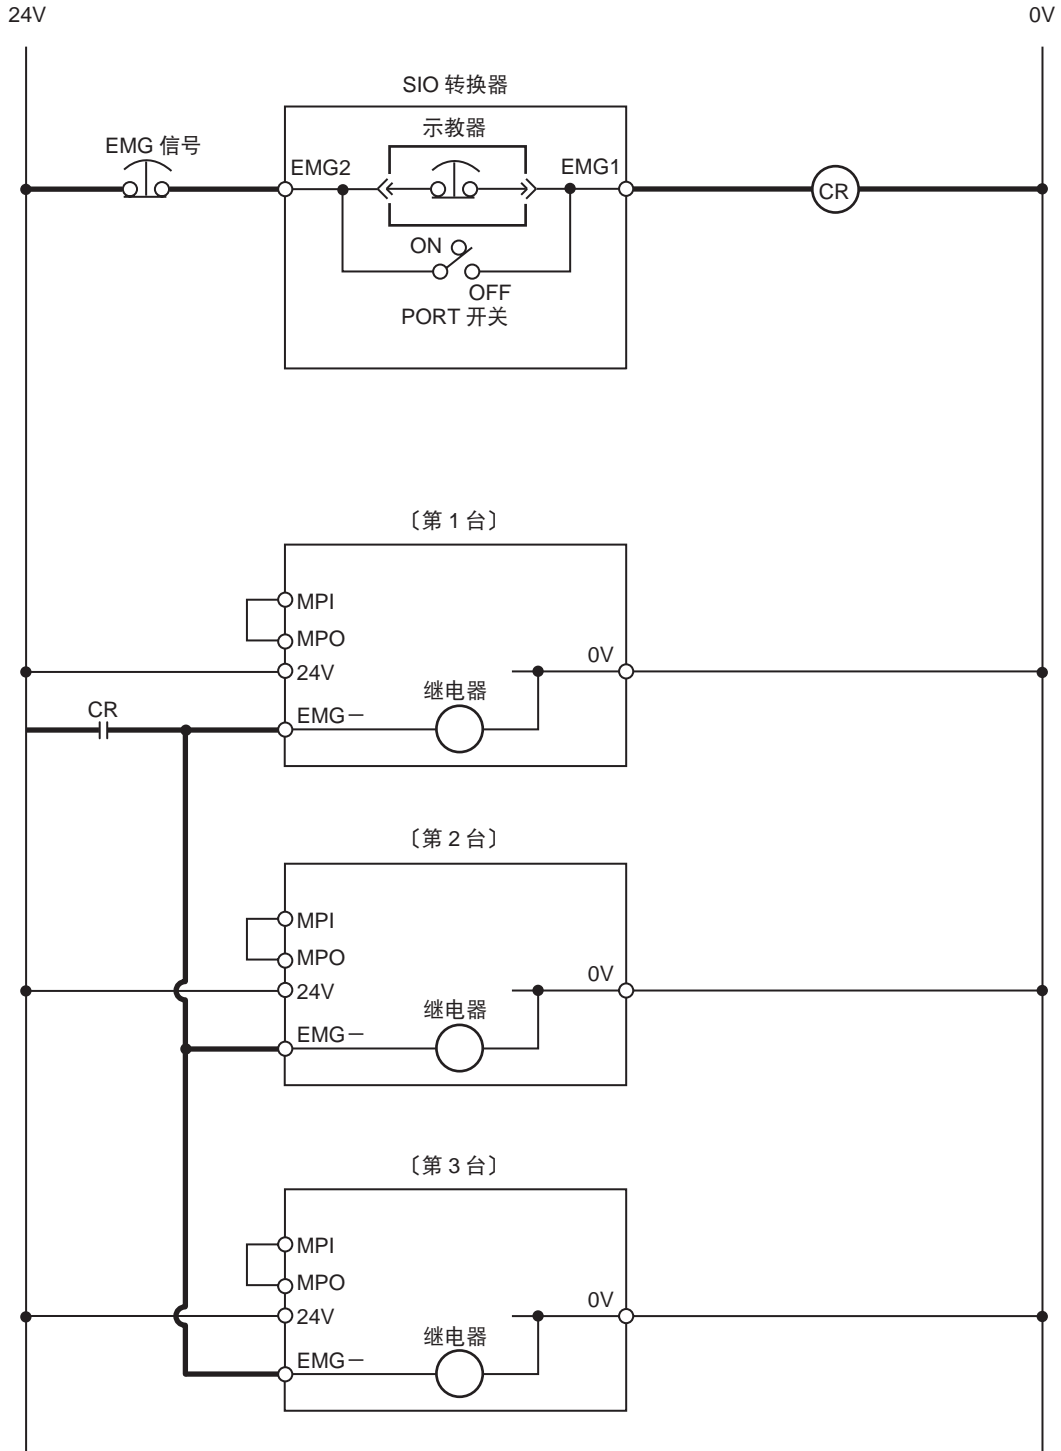 24V
0V
SIO 转换器
示教器
EMG 信号
EMG2
EMG1
CR
ON
OFF
PORT 开关
〔第 1 台〕
MPI
MPO
0V
24V
继电器
CR
EMG－
〔第 2 台〕
MPI
MPO
0V
24V
继电器
EMG－
〔第 3 台〕
MPI
MPO
0V
24V
继电器
EMG－